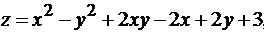 z = x² − y² + 2xy − 2x + 2y + 3,